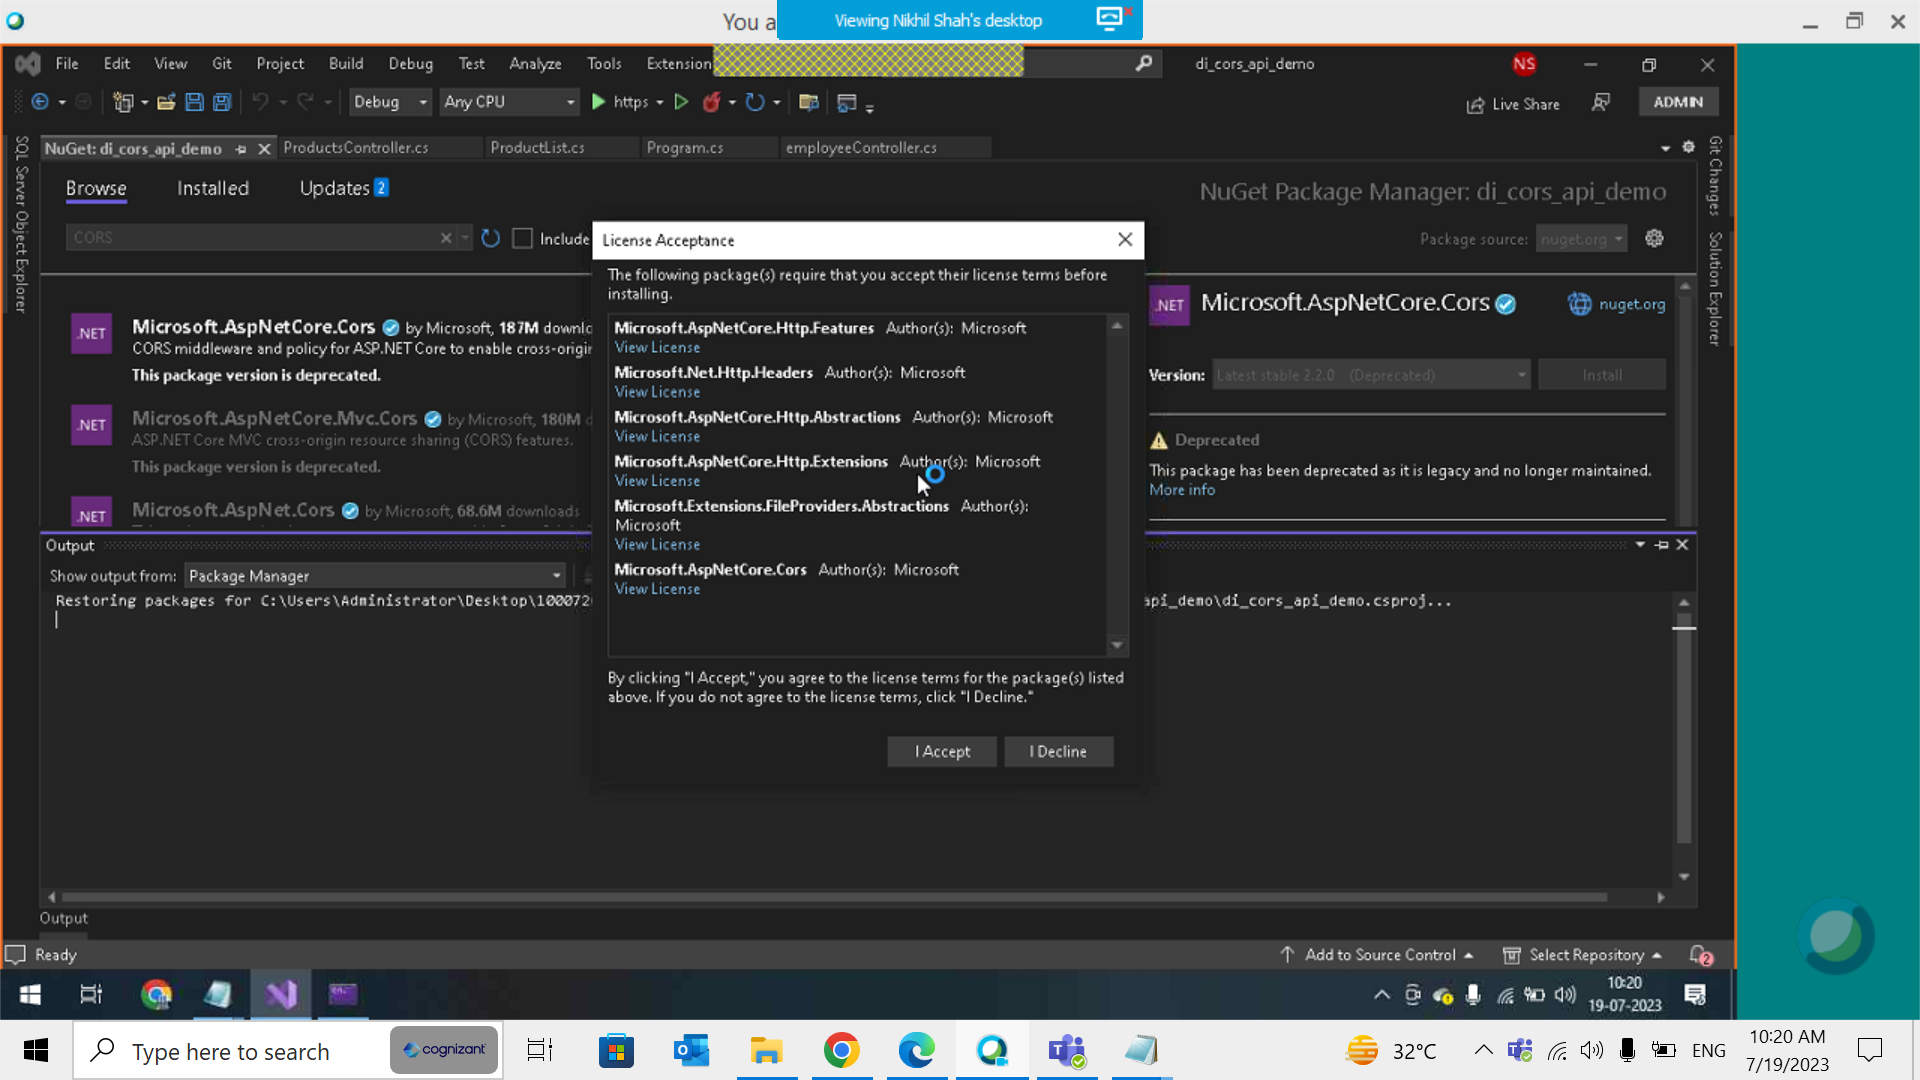 You a
Viewing Nikhil Shah's desktop
File Edit View Git Project Build Debug Test Analyze Tools Extension
di_cors_api_demo
NS
Debug
Any CPU
https
Live Share
ADMIN
SQL Server Object Explorer
NuGet: di_cors_api_demo
ProductsController.cs
ProductList.cs
Program.cs
employeeController.cs
Git Changes
Solution Explorer
Browse
Installed
Updates 2
NuGet Package Manager: di_cors_api_demo
CORS
Include
Package source: nuget.org
.NET
Microsoft.AspNetCore.Cors by Microsoft, 187M downlo
CORS middleware and policy for ASP.NET Core to enable cross-origin
This package version is deprecated.
.NET
Microsoft.AspNetCore.Mvc.Cors by Microsoft, 180M d
ASP.NET Core MVC cross-origin resource sharing (CORS) features.
This package version is deprecated.
.NET
Microsoft.AspNet.Cors by Microsoft, 68.6M downloads
License Acceptance
The following package(s) require that you accept their license terms before
installing.
Microsoft.AspNetCore.Http.Features Author(s): Microsoft
View License
Microsoft.Net.Http.Headers Author(s): Microsoft
View License
Microsoft.AspNetCore.Http.Abstractions Author(s): Microsoft
View License
Microsoft.AspNetCore.Http.Extensions Author(s): Microsoft
View License
Microsoft.Extensions.FileProviders.Abstractions Author(s):
Microsoft
View License
Microsoft.AspNetCore.Cors Author(s): Microsoft
View License
By clicking "I Accept," you agree to the license terms for the package(s) listed
above. If you do not agree to the license terms, click "I Decline."
I Accept
I Decline
.NET
Microsoft.AspNetCore.Cors
nuget.org
Version: Latest stable 2.2.0 (Deprecated)
Install
Deprecated
This package has been deprecated as it is legacy and no longer maintained.
More info
Output
Show output from: Package Manager
Restoring packages for C:\Users\Administrator\Desktop\100072
api_demo\di_cors_api_demo.csproj...
Output
Ready
Add to Source Control
Select Repository
2
10:20
19-07-2023
Type here to search
cognizant
32°C
ENG
10:20 AM
7/19/2023